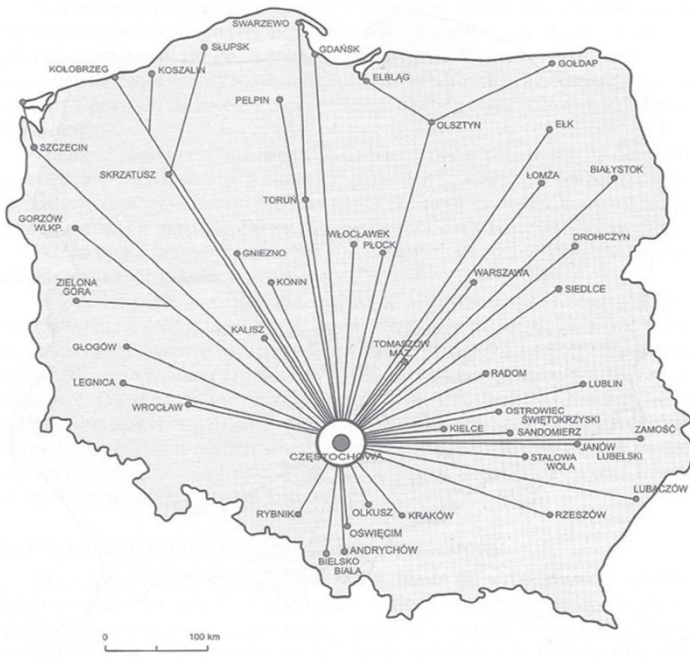 SWARZEWO
SŁUPSK
GDAŃSK
KOŁOBRZEG
KOSZALIN
GOŁDAP
ELBLĄG
PELPIN
OLSZTYN
EŁK
SZCZECIN
SKRZATUSZ
ŁOMŻA
BIAŁYSTOK
TORUŃ
GORZÓW
WLKP.
WŁOCŁAWEK
PŁOCK
DROHICZYN
GNIEZNO
KONIN
WARSZAWA
ZIELONA
GÓRA
SIEDLCE
KALISZ
GŁOGÓW
TOMASZÓW
MAZ.
RADOM
LEGNICA
LUBLIN
WROCŁAW
OSTROWIEC
ŚWIĘTOKRZYSKI
KIELCE
SANDOMIERZ
ZAMOŚĆ
JANÓW
LUBELSKI
CZĘSTOCHOWA
STALOWA
WOLA
LUBACZÓW
RYBNIK
OLKUSZ
KRAKÓW
RZESZÓW
OŚWIĘCIM
ANDRYCHÓW
BIELSKO
BIAŁA
0 100 km